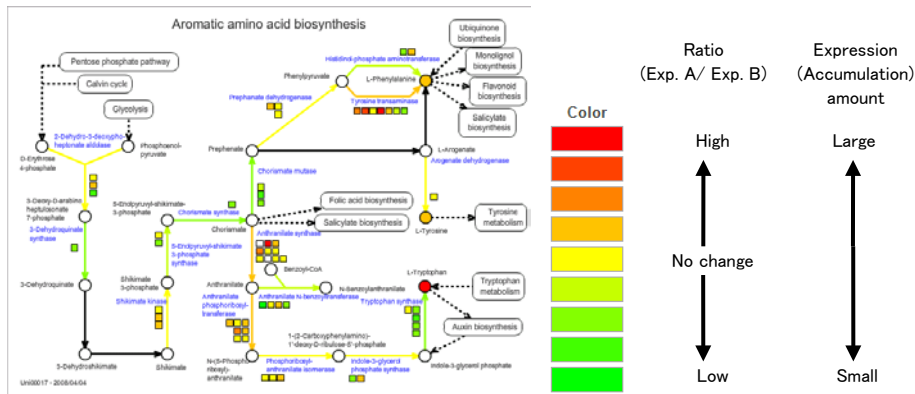 Aromatic amino acid biosynthesis
Pentose phosphate pathway
Calvin cycle
Glycolysis
2-Dehydro-3-deoxypho-
heptonate aldolase
D-Erythrose
4-phosphate
Phosphoenol-
pyruvate
3-Deoxy-D-arabino
heptulosonate
7-phosphate
3-Dehydroquinate
synthase
3-Dehydroquinate
3-Dehydroshikimate
Shikimate
Shikimate kinase
Shikimate
3-phosphate
5-Enolpyruvyl-shikimate
3-phosphate
synthase
5-Enolpyruvyl-shikimate-
3-phosphate
Chorismate synthase
Chorismate
Chorismate mutase
Prephenate
Prephenate dehydrogenase
Phenylpyruvate
Histidinol-phosphate aminotransferase
L-Phenylalanine
Tyrosine transaminase
Ubiquinone
biosynthesis
Monolignol
biosynthesis
Flavonoid
biosynthesis
Salicylate
biosynthesis
L-Arogenate
Arogenate dehydrogenase
L-Tyrosine
Tyrosine
metabolism
Folic acid biosynthesis
Salicylate biosynthesis
Anthranilate synthase
Benzoyl-CoA
Anthranilate
Anthranilate N-benzoyltransferase
N-benzoylanthranilate
Anthranilate
phosphoribosyl-
transferase
N-(5-Phospho-
riboxyl)-
anthranilate
Phosphoribosyl-
anthranilate isomerase
1-(2-Carboxyphenylamino)-
1'-deoxy-D-ribulose-5'-phosphate
Indole-3-glycerol
phosphate synthase
Indole-3-glycerol phosphate
Tryptophan synthase
L-Tryptophan
Tryptophan
metabolism
Auxin biosynthesis
Uni00017 - 2008/04/04
Color
Ratio
(Exp. A/ Exp. B)
High
No change
Low
Expression
(Accumulation)
amount
Large
Small